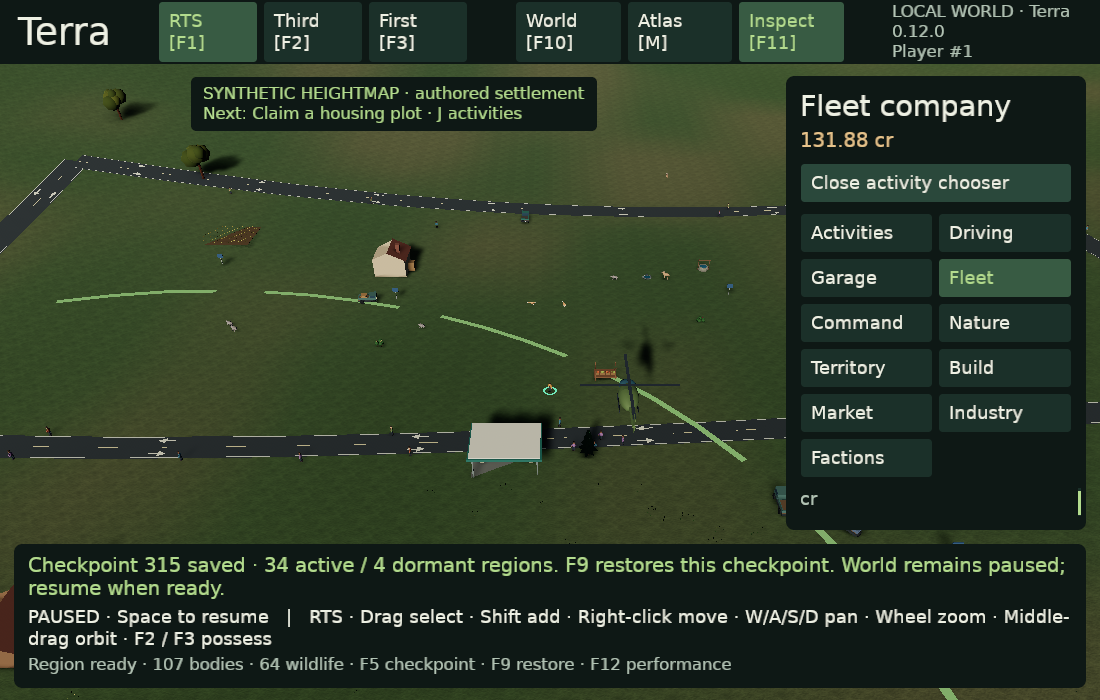 Terra
RTS
[F1]
Third
[F2]
First
[F3]
World
[F10]
Atlas
[M]
Inspect
[F11]
LOCAL WORLD · Terra
0.12.0
Player #1
SYNTHETIC HEIGHTMAP · authored settlement
Next: Claim a housing plot · J activities
Fleet company
131.88 cr
Close activity chooser
Activities
Driving
Garage
Fleet
Command
Nature
Territory
Build
Market
Industry
Factions
cr
Checkpoint 315 saved · 34 active / 4 dormant regions. F9 restores this checkpoint. World remains paused;
resume when ready.
PAUSED · Space to resume | RTS · Drag select · Shift add · Right-click move · W/A/S/D pan · Wheel zoom · Middle-
drag orbit · F2 / F3 possess
Region ready · 107 bodies · 64 wildlife · F5 checkpoint · F9 restore · F12 performance